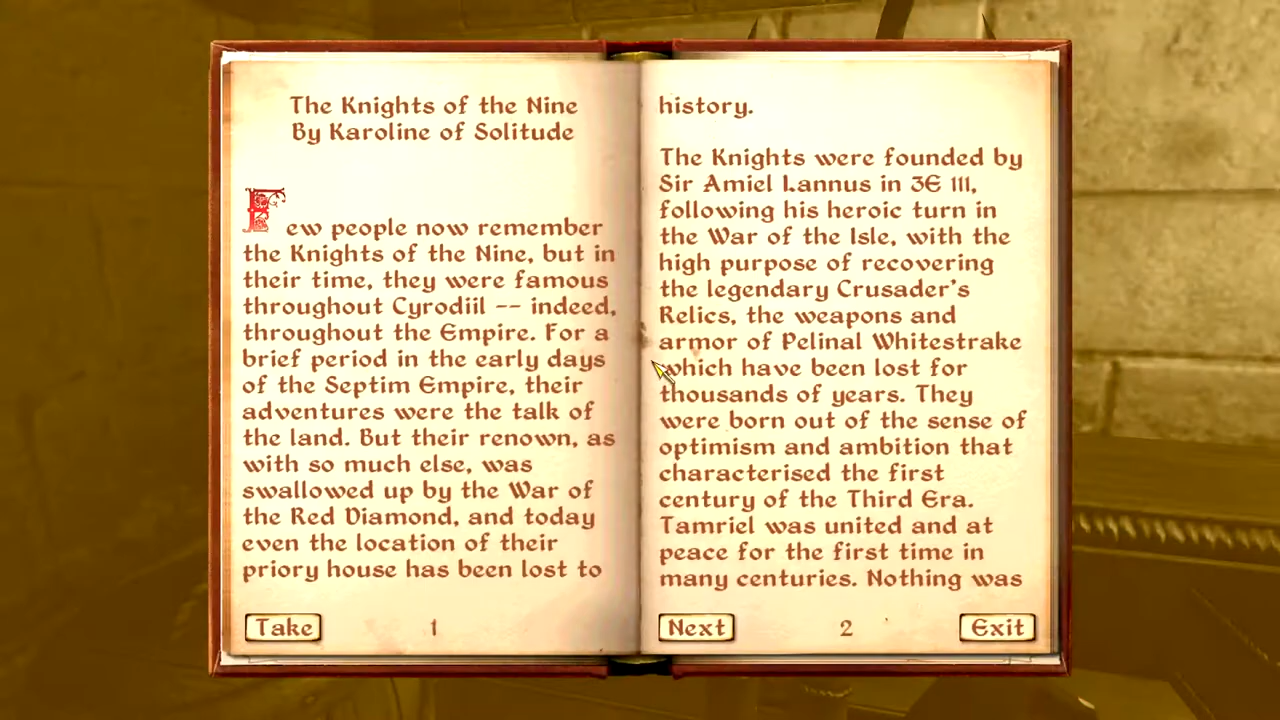 The Knights of the Nine
By Karoline of Solitude
Few people now remember
the Knights of the Nine, but in
their time, they were famous
throughout Cyrodiil -- indeed,
throughout the Empire. For a
brief period in the early days
of the Septim Empire, their
adventures were the talk of
the land. But their renown, as
with so much else, was
swallowed up by the War of
the Red Diamond, and today
even the location of their
priory house has been lost to
Take
1
history.
The Knights were founded by
Sir Amiel Lannus in 3E 111,
following his heroic turn in
the War of the Isle, with the
high purpose of recovering
the legendary Crusader's
Relics, the weapons and
armor of Pelinal Whitestrake
which have been lost for
thousands of years. They
were born out of the sense of
optimism and ambition that
characterised the first
century of the Third Era.
Tamriel was united and at
peace for the first time in
many centuries. Nothing was
Next
2
Exit